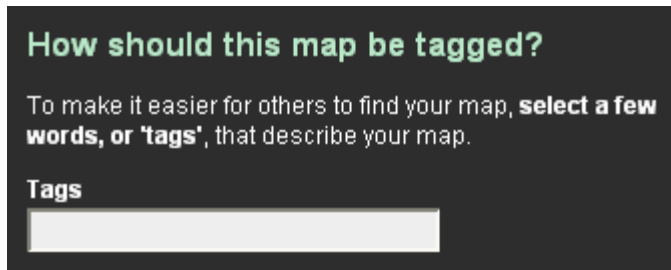 How should this map be tagged?
To make it easier for others to find your map, select a few
words, or 'tags', that describe your map.
Tags